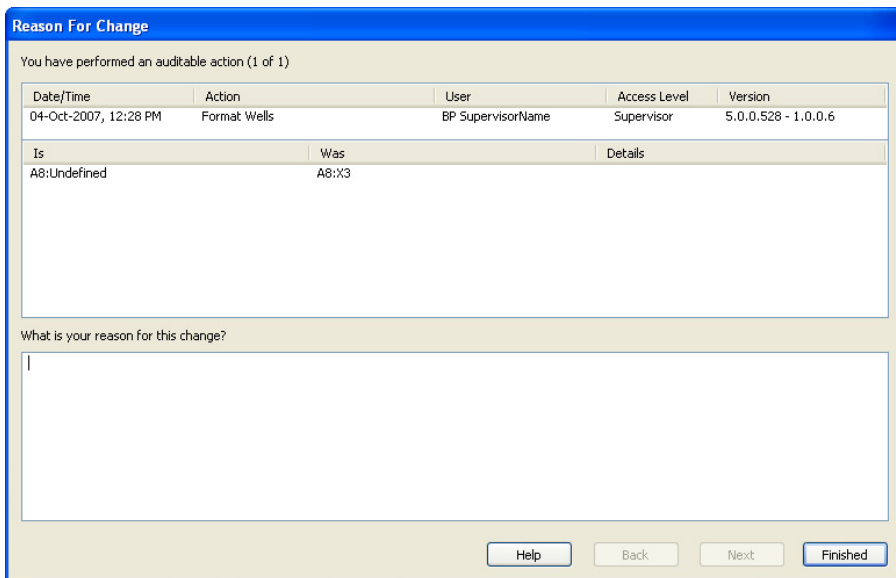 Reason For Change
You have performed an auditable action (1 of 1)
Date/Time Action User Access Level Version
04-Oct-2007, 12:28 PM Format Wells BP SupervisorName Supervisor 5.0.0.528 - 1.0.0.6
Is Was Details
A8:Undefined A8:X3
What is your reason for this change?
Help Back Next Finished